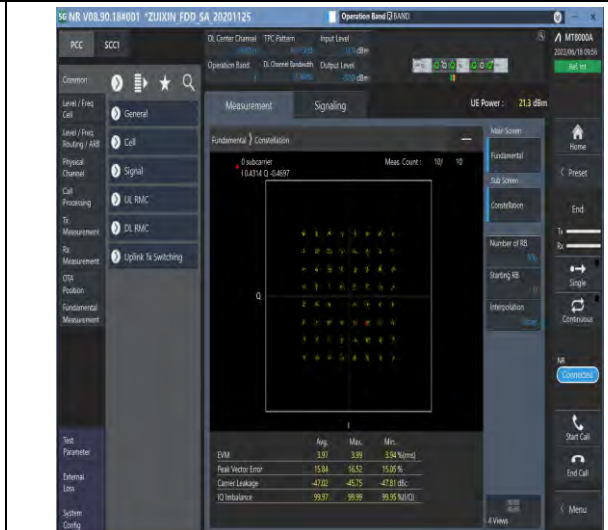 5G NR V08.90.18#001 *ZUIXIN_FDD_SA_20201125
Operation Band
BAND
PCC
SCC1
DL Center Channel
TPC Pattern
Input Level
dBm
Operation Band
DL Channel Bandwidth
Output Level
dBm
MT8000A
2022/06/18 09:56
Ref. Int
Common
Level / Freq.
Cell
General
Measurement
Signaling
UE Power : 21.3 dBm
Level / Freq.
Routing / ARB
Cell
Physical
Channel
Signal
Call
Processing
UL RMC
Tx
Measurement
DL RMC
Rx
Measurement
Uplink Tx Switching
OTA
Position
Fundamental
Measurement
Fundamental
Constellation
0 subcarrier
Meas. Count : 10/ 10
I 0.4314 Q -0.4697
Q
I
Main Screen
Fundamental
Sub Screen
Constellation
Number of RB
Starting RB
Interpolation
4 Views
Home
Preset
End
Tx
Rx
Single
Continuous
NR
Connected
Start Call
End Call
Menu
Avg. Max. Min.
EVM 3.97 3.99 3.94 %(rms)
Peak Vector Error 15.84 16.52 15.05 %
Carrier Leakage -47.02 -45.75 -47.81 dBc
IQ Imbalance 99.97 99.99 99.95 %(I/Q)
Test
Parameter
External
Loss
System
Config